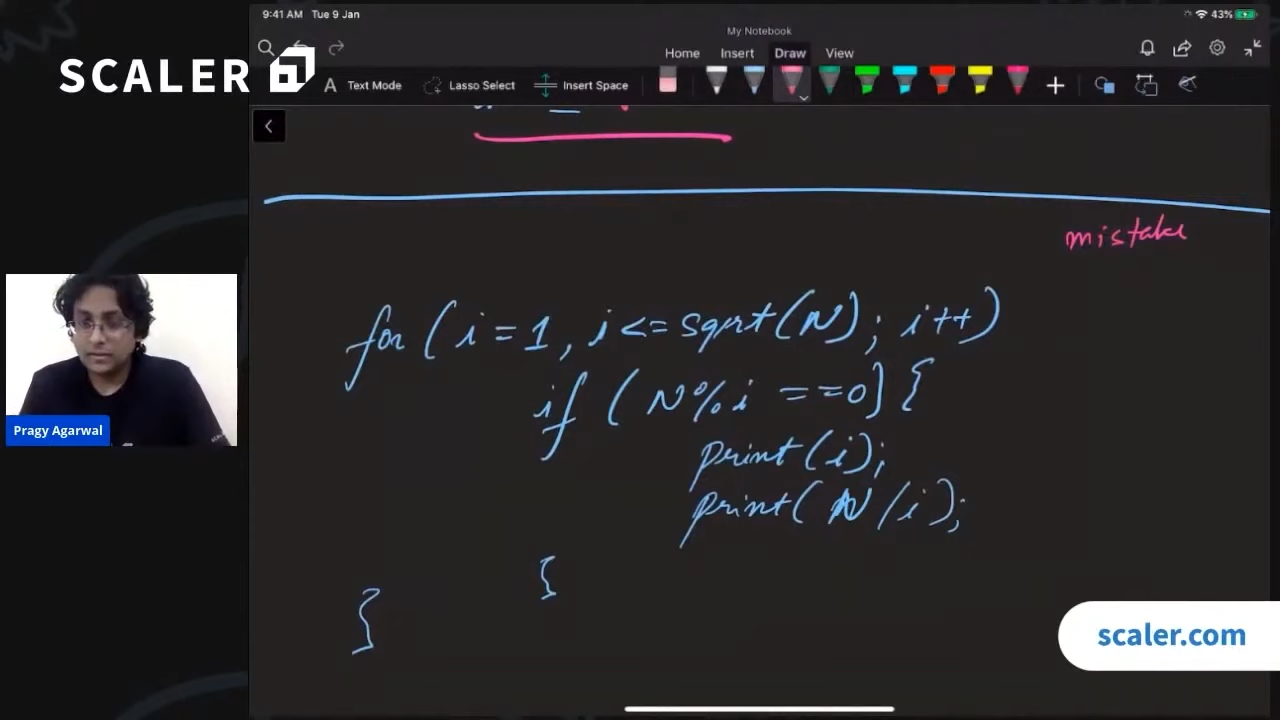 9:41 AM Tue 9 Jan
43%
My Notebook
Home Insert Draw View
SCALER
Text Mode Lasso Select Insert Space
mistake
for (i=1, i<=sqrt(N); i++)
if (N%i ==0) {
print(i);
print(N/i);
}
}
Pragy Agarwal
scaler.com